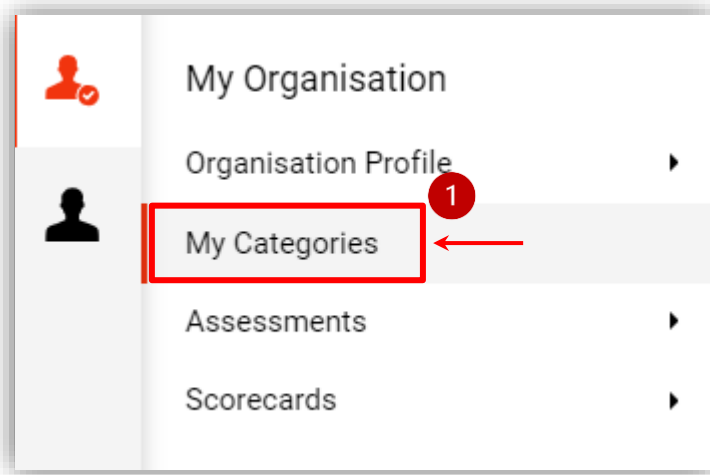 My Organisation
Organisation Profile
1
My Categories
Assessments
Scorecards